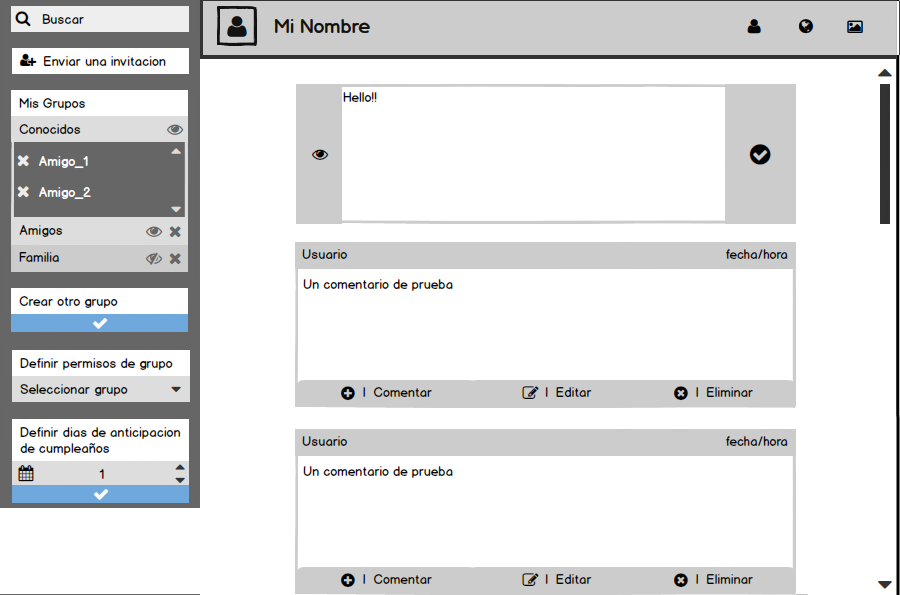 Buscar
Enviar una invitacion
Mis Grupos
Conocidos
Amigo_1
Amigo_2
Amigos
Familia
Crear otro grupo
Definir permisos de grupo
Seleccionar grupo
Definir dias de anticipacion
de cumpleaños
1
Mi Nombre
Hello!!
Usuario fecha/hora
Un comentario de prueba
| Comentar | Editar | Eliminar
Usuario fecha/hora
Un comentario de prueba
| Comentar | Editar | Eliminar